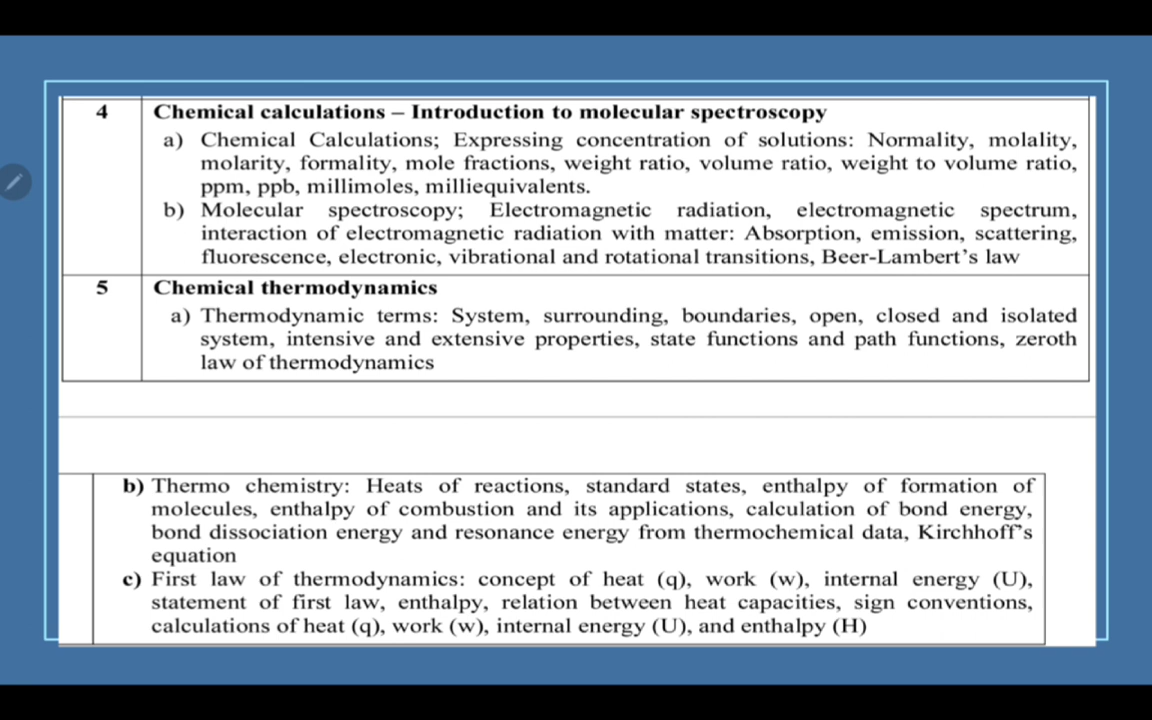 4 Chemical calculations – Introduction to molecular spectroscopy
a) Chemical Calculations; Expressing concentration of solutions: Normality, molality,
molarity, formality, mole fractions, weight ratio, volume ratio, weight to volume ratio,
ppm, ppb, millimoles, milliequivalents.
b) Molecular spectroscopy; Electromagnetic radiation, electromagnetic spectrum,
interaction of electromagnetic radiation with matter: Absorption, emission, scattering,
fluorescence, electronic, vibrational and rotational transitions, Beer-Lambert’s law
5 Chemical thermodynamics
a) Thermodynamic terms: System, surrounding, boundaries, open, closed and isolated
system, intensive and extensive properties, state functions and path functions, zeroth
law of thermodynamics
b) Thermo chemistry: Heats of reactions, standard states, enthalpy of formation of
molecules, enthalpy of combustion and its applications, calculation of bond energy,
bond dissociation energy and resonance energy from thermochemical data, Kirchhoff’s
equation
c) First law of thermodynamics: concept of heat (q), work (w), internal energy (U),
statement of first law, enthalpy, relation between heat capacities, sign conventions,
calculations of heat (q), work (w), internal energy (U), and enthalpy (H)